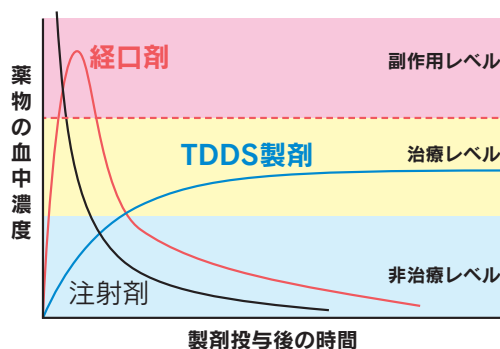 経口剤
副作用レベル
薬物の血中濃度
TDDS製剤
治療レベル
非治療レベル
注射剤
製剤投与後の時間